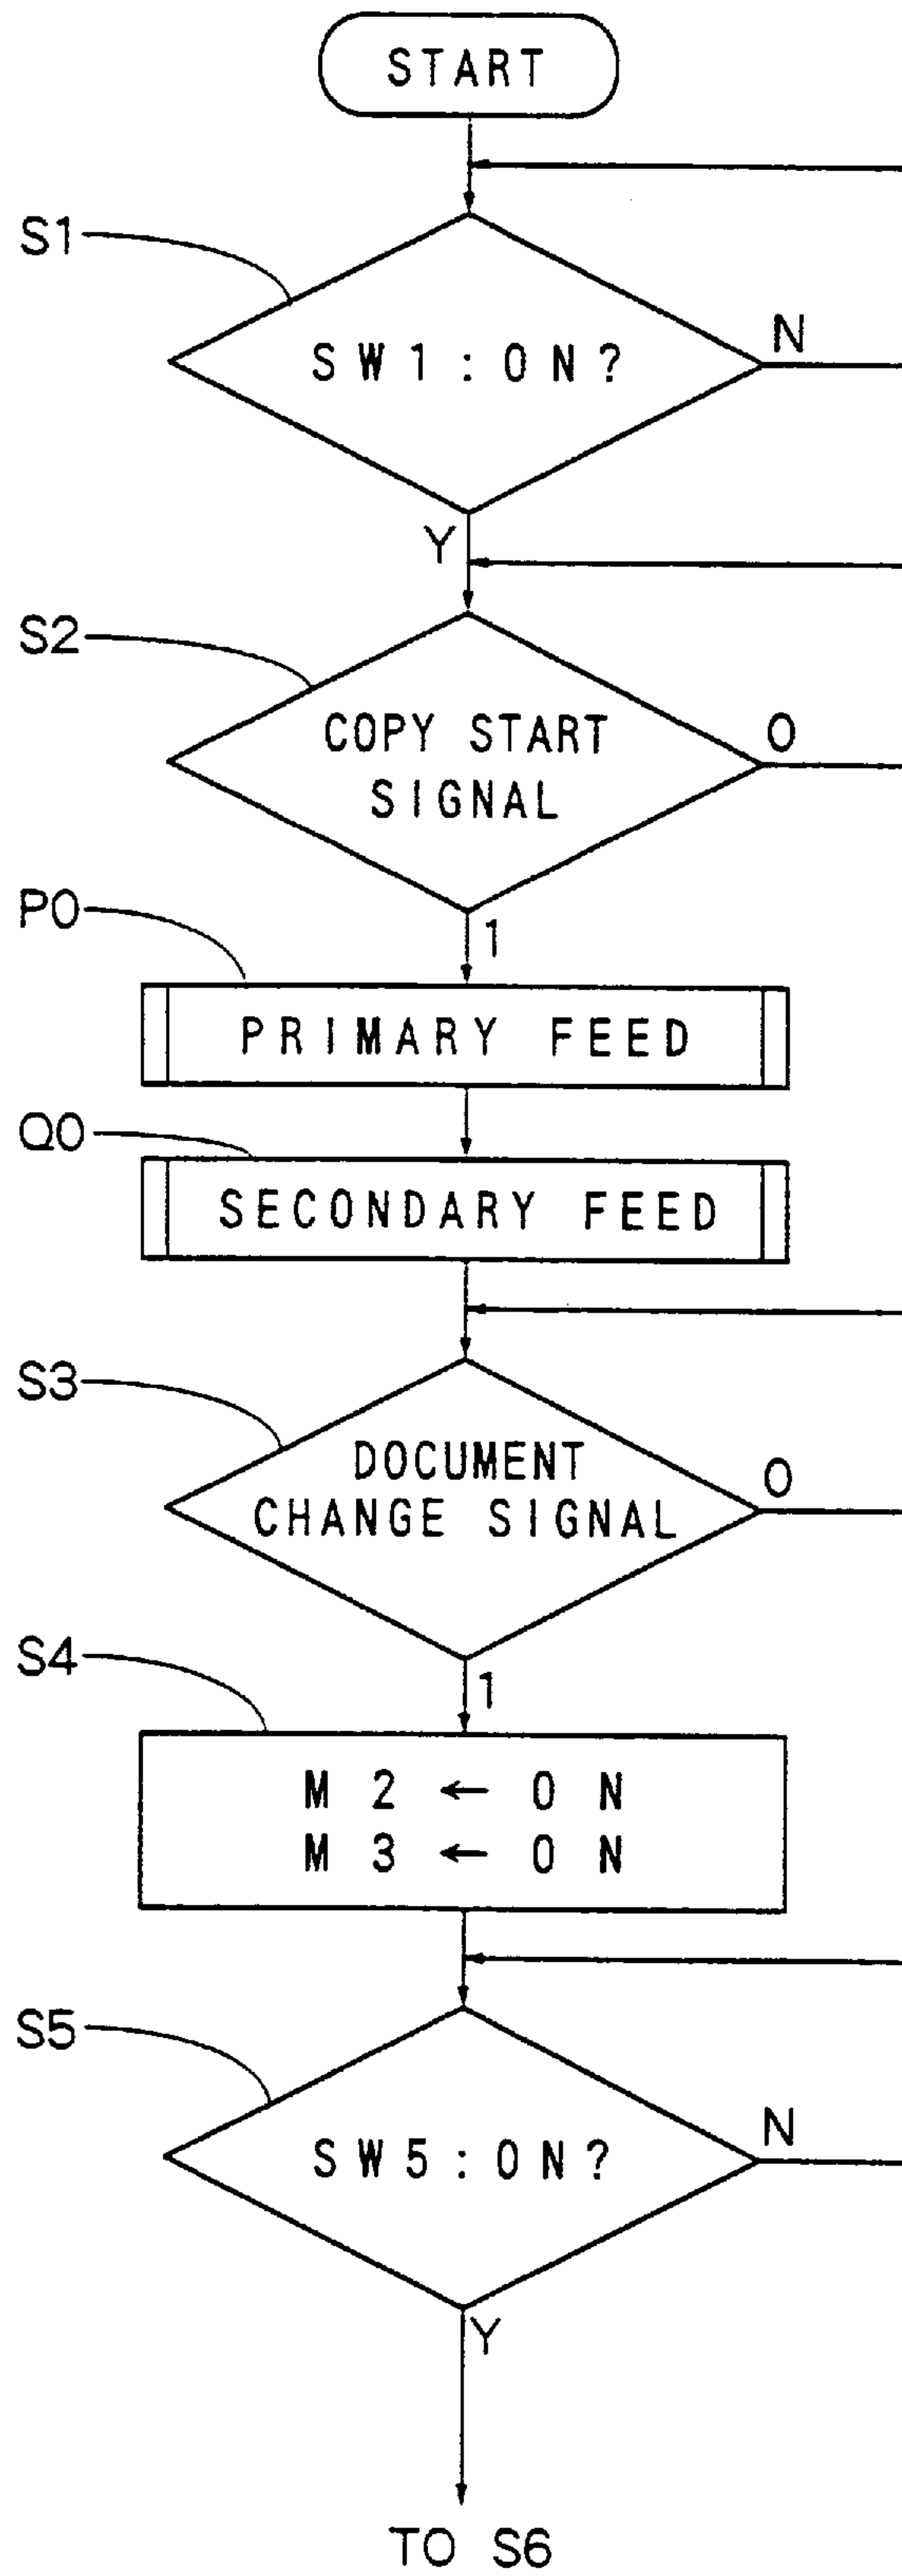 START
S1
SW1:ON?
N
Y
S2
COPY START
SIGNAL
0
1
P0
PRIMARY FEED
Q0
SECONDARY FEED
S3
DOCUMENT
CHANGE SIGNAL
0
1
S4
M2 ← ON
M3 ← ON
S5
SW5:ON?
N
Y
TO S6